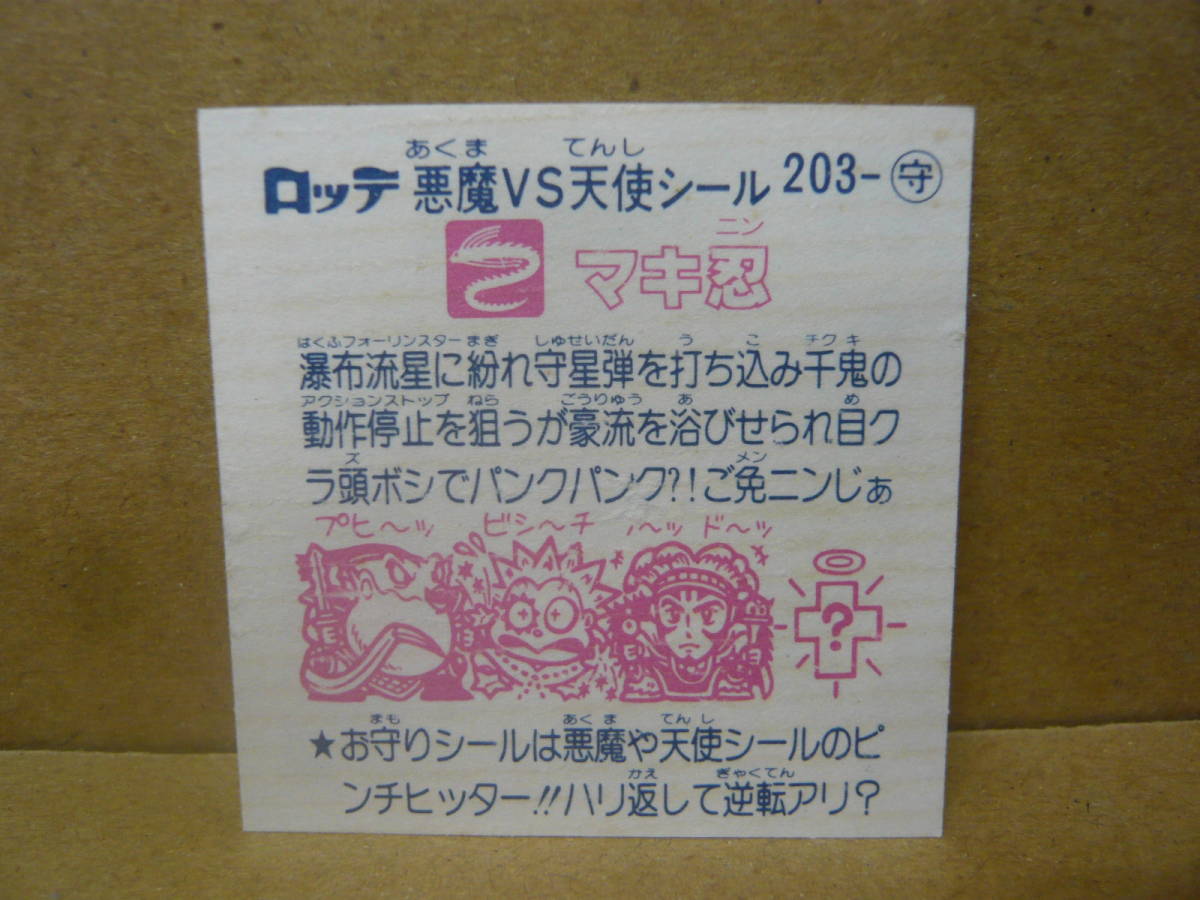 あくま てんし
ロッテ 悪魔VS天使シール 203-守
ニン
マキ忍
はくふフォーリンスター まぎ しゅせいだん う こ チク キ
瀑布流星に紛れ守星弾を打ち込み千鬼の
アクションストップ ねら ごうりゅう あ め
動作停止を狙うが豪流を浴びせられ目ク
ズ メン
ラ頭ボシでパンクパンク?!ご免ニンじぁ
プヒ〜ッ ビシ〜チ ハ〜ッ ド〜ッ
?
まも あくま てんし
★お守りシールは悪魔や天使シールのピ
かえ ぎゃくてん
ンチヒッター!!ハリ返して逆転アリ?